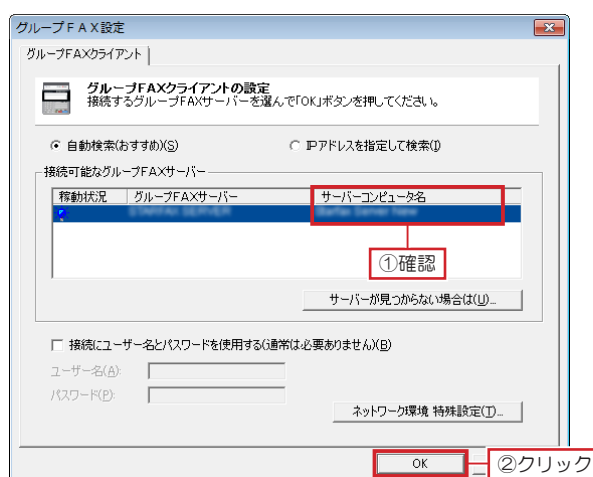 グループFAX設定
グループFAXクライアント
グループFAXクライアントの設定
接続するグループFAXサーバーを選んで「OK」ボタンを押してください。
自動検索(おすすめ)(S)
IPアドレスを指定して検索(I)
接続可能なグループFAXサーバー
稼動状況 グループFAXサーバー サーバーコンピュータ名
①確認
サーバーが見つからない場合は(U)...
接続にユーザー名とパスワードを使用する(通常は必要ありません)(B)
ユーザー名(A):
パスワード(P):
ネットワーク環境 特殊設定(T)...
OK
②クリック